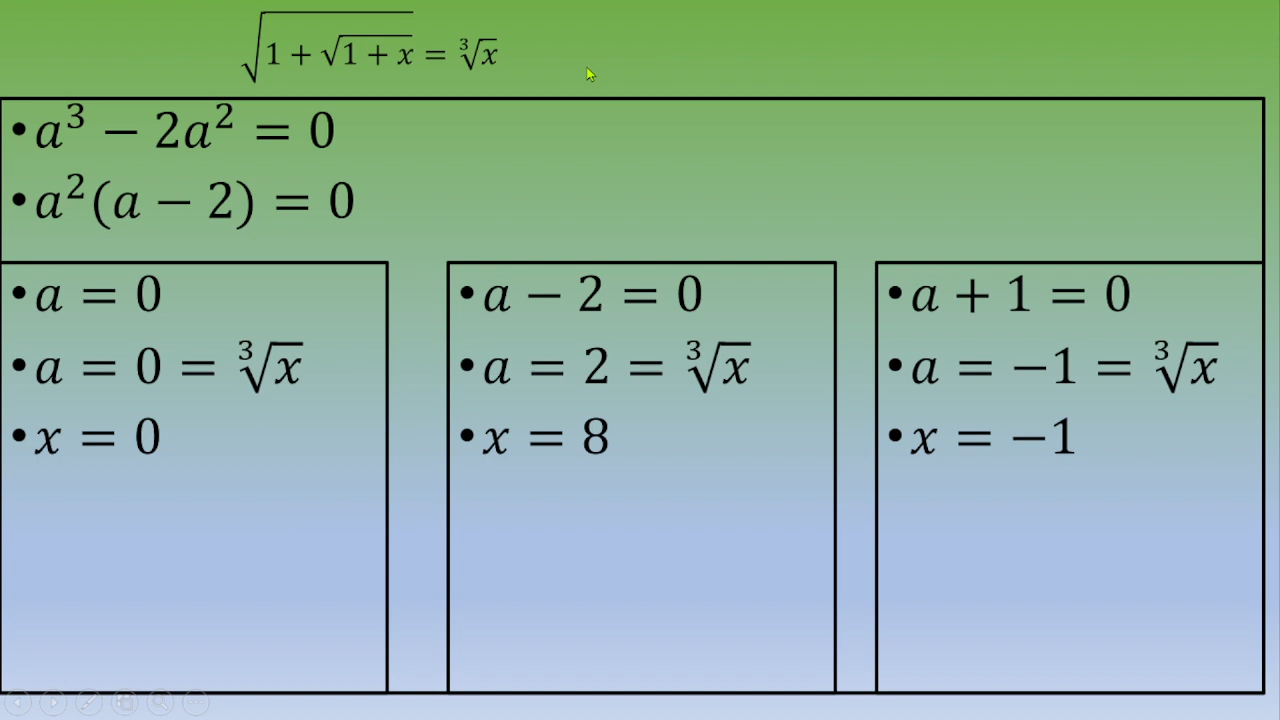 √(1 + √(1 + x)) = ∛x
• a³ − 2a² = 0
• a²(a − 2) = 0
• a = 0
• a = 0 = ∛x
• x = 0
• a − 2 = 0
• a = 2 = ∛x
• x = 8
• a + 1 = 0
• a = −1 = ∛x
• x = −1